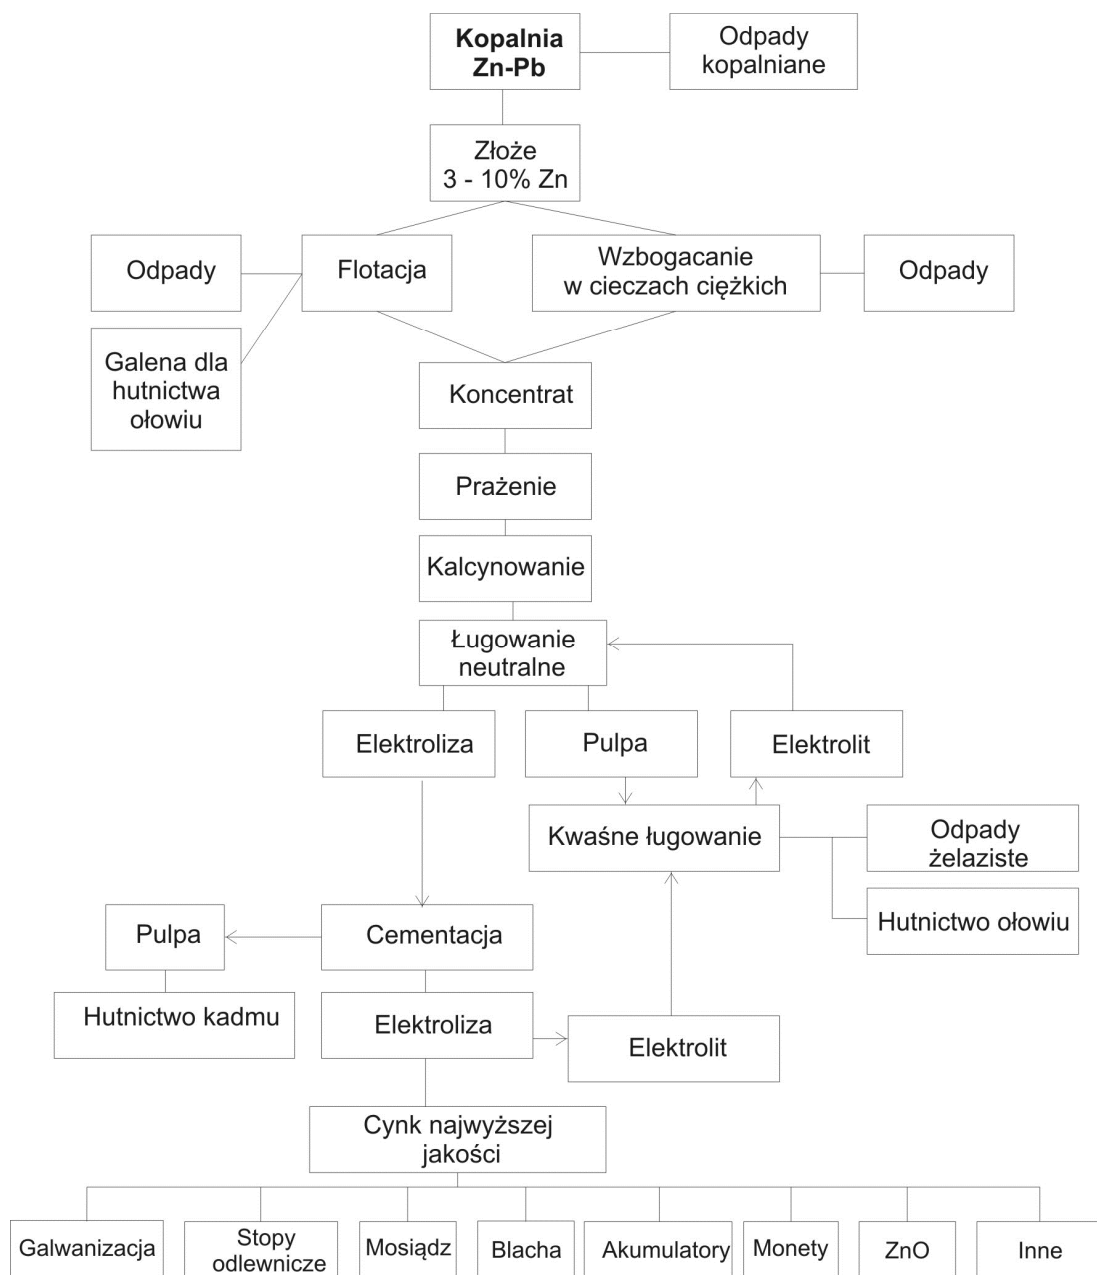 Kopalnia
Zn-Pb
Odpady
kopalniane
Złoże
3 - 10% Zn
Odpady
Flotacja
Wzbogacanie
w cieczach ciężkich
Odpady
Galena dla
hutnictwa
ołowiu
Koncentrat
Prażenie
Kalcynowanie
Ługowanie
neutralne
Elektroliza
Pulpa
Elektrolit
Kwaśne ługowanie
Odpady
żelaziste
Hutnictwo ołowiu
Pulpa
Cementacja
Hutnictwo kadmu
Elektroliza
Elektrolit
Cynk najwyższej
jakości
Galwanizacja
Stopy
odlewnicze
Mosiądz
Blacha
Akumulatory
Monety
ZnO
Inne